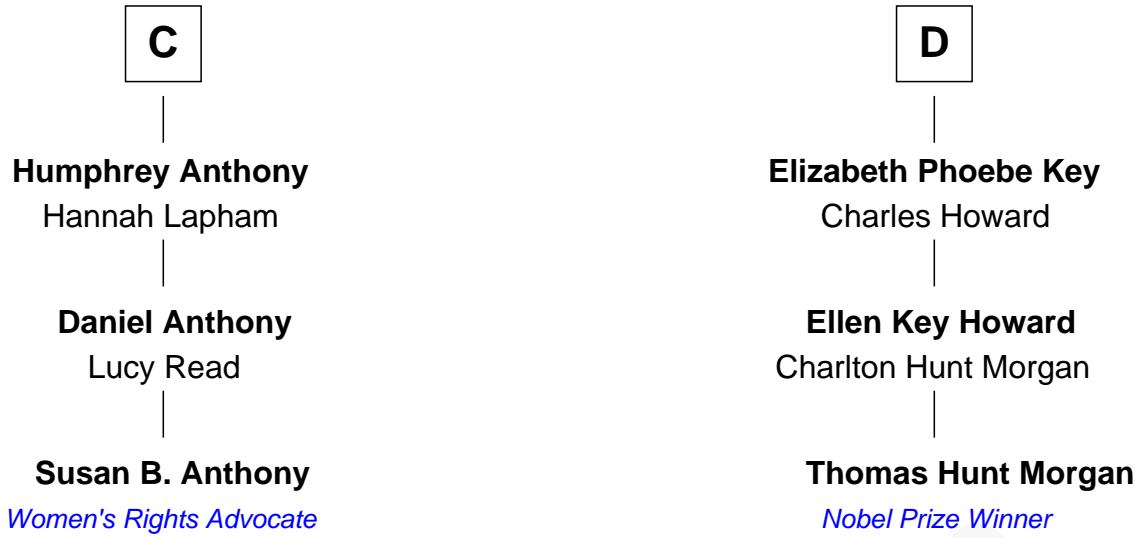 C
Humphrey Anthony
Hannah Lapham
Daniel Anthony
Lucy Read
Susan B. Anthony
Women's Rights Advocate
D
Elizabeth Phoebe Key
Charles Howard
Ellen Key Howard
Charlton Hunt Morgan
Thomas Hunt Morgan
Nobel Prize Winner